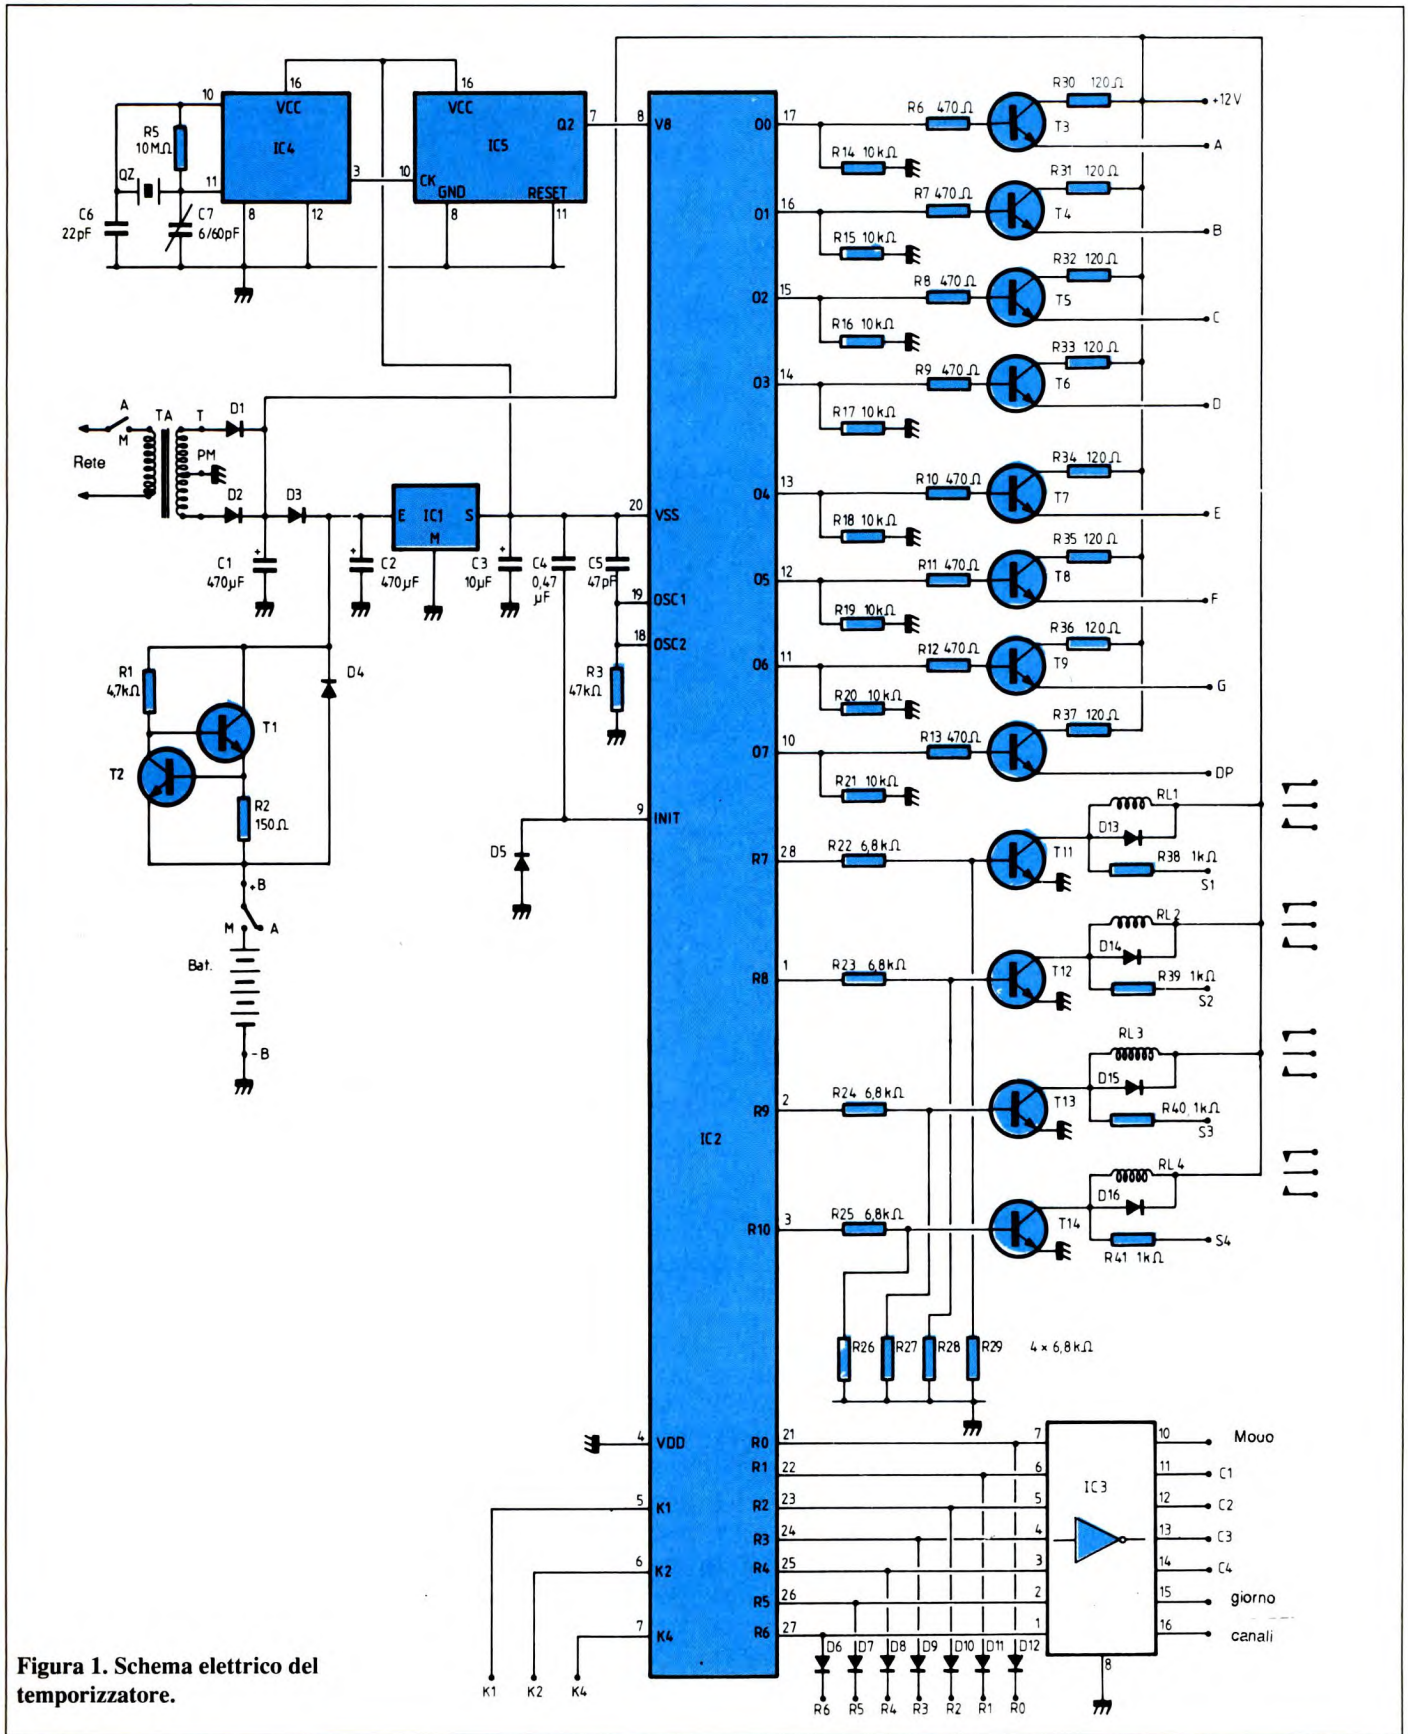 16
10
VCC
IC4
R5
10MΩ
QZ
11
C6
22pF
C7
6/60pF
8
12
3
16
VCC
Q2
7
IC5
10
CK
GND
RESET
8
11
8
V8
A
M
TA
T
D1
PM
Rete
D2
D3
C1
470µF
C2
470µF
E
IC1
S
M
C3
10µF
C4
0,47
µF
C5
47pF
20
VSS
19
OSC1
18
OSC2
R3
47kΩ
R1
4,7kΩ
T1
T2
D4
R2
150Ω
+B
M
A
Bat.
-B
D5
9
INIT
IC2
4
VDD
5
K1
6
K2
7
K4
K1
K2
K4
O0
17
R6 470Ω
R14 10kΩ
T3
R30 120Ω
+12V
A
O1
16
R7 470Ω
R15 10kΩ
T4
R31 120Ω
B
O2
15
R8 470Ω
R16 10kΩ
T5
R32 120Ω
C
O3
14
R9 470Ω
R17 10kΩ
T6
R33 120Ω
D
O4
13
R10 470Ω
R18 10kΩ
T7
R34 120Ω
E
O5
12
R11 470Ω
R19 10kΩ
T8
R35 120Ω
F
O6
11
R12 470Ω
R20 10kΩ
T9
R36 120Ω
G
O7
10
R13 470Ω
R21 10kΩ
R37 120Ω
DP
R7
28
R22 6,8kΩ
T11
RL1
D13
R38 1kΩ
S1
R8
1
R23 6,8kΩ
T12
RL2
D14
R39 1kΩ
S2
R9
2
R24 6,8kΩ
T13
RL3
D15
R40 1kΩ
S3
R10
3
R25 6,8kΩ
T14
RL4
D16
R41 1kΩ
S4
R26
R27
R28
R29
4 × 6,8kΩ
R0
21
7
10
Mouo
R1
22
6
11
C1
R2
23
5
IC3
12
C2
R3
24
4
13
C3
R4
25
3
14
C4
R5
26
2
15
giorno
R6
27
1
16
canali
D6
D7
D8
D9
D10
D11
D12
8
R6
R5
R4
R3
R2
R1
R0
Figura 1. Schema elettrico del
temporizzatore.